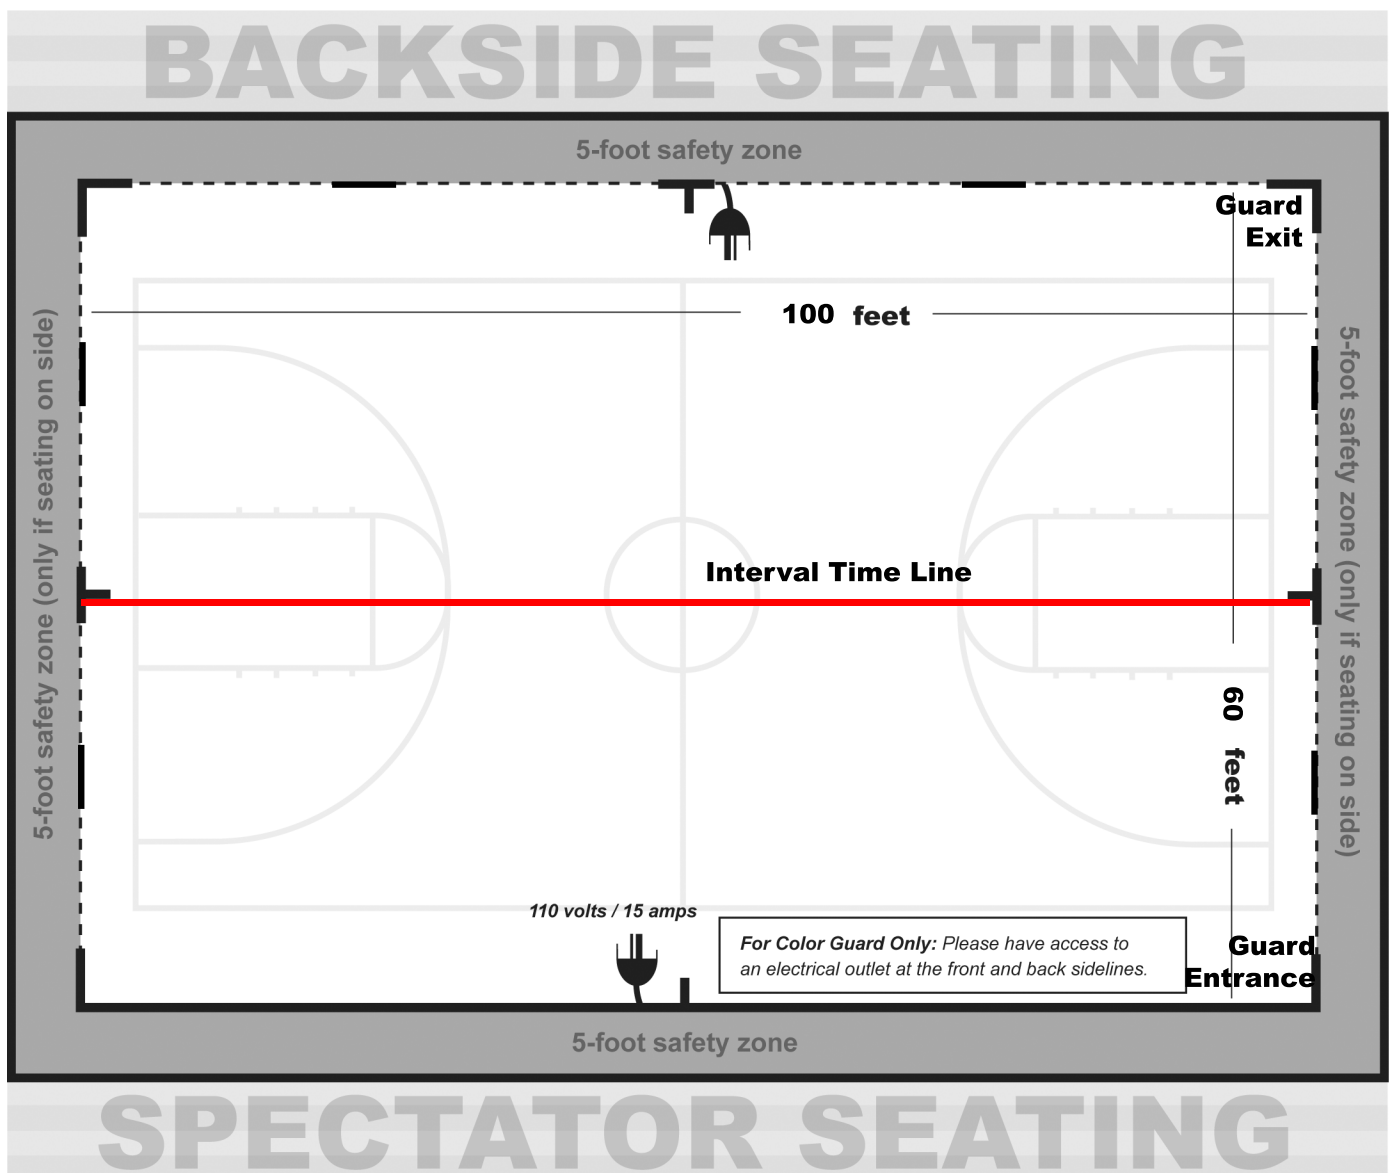 BACKSIDE SEATING
5-foot safety zone
Guard
Exit
100 feet
5-foot safety zone (only if seating on side)
5-foot safety zone (only if seating on side)
Interval Time Line
60 feet
110 volts / 15 amps
For Color Guard Only: Please have access to
an electrical outlet at the front and back sidelines.
Guard
Entrance
5-foot safety zone
SPECTATOR SEATING